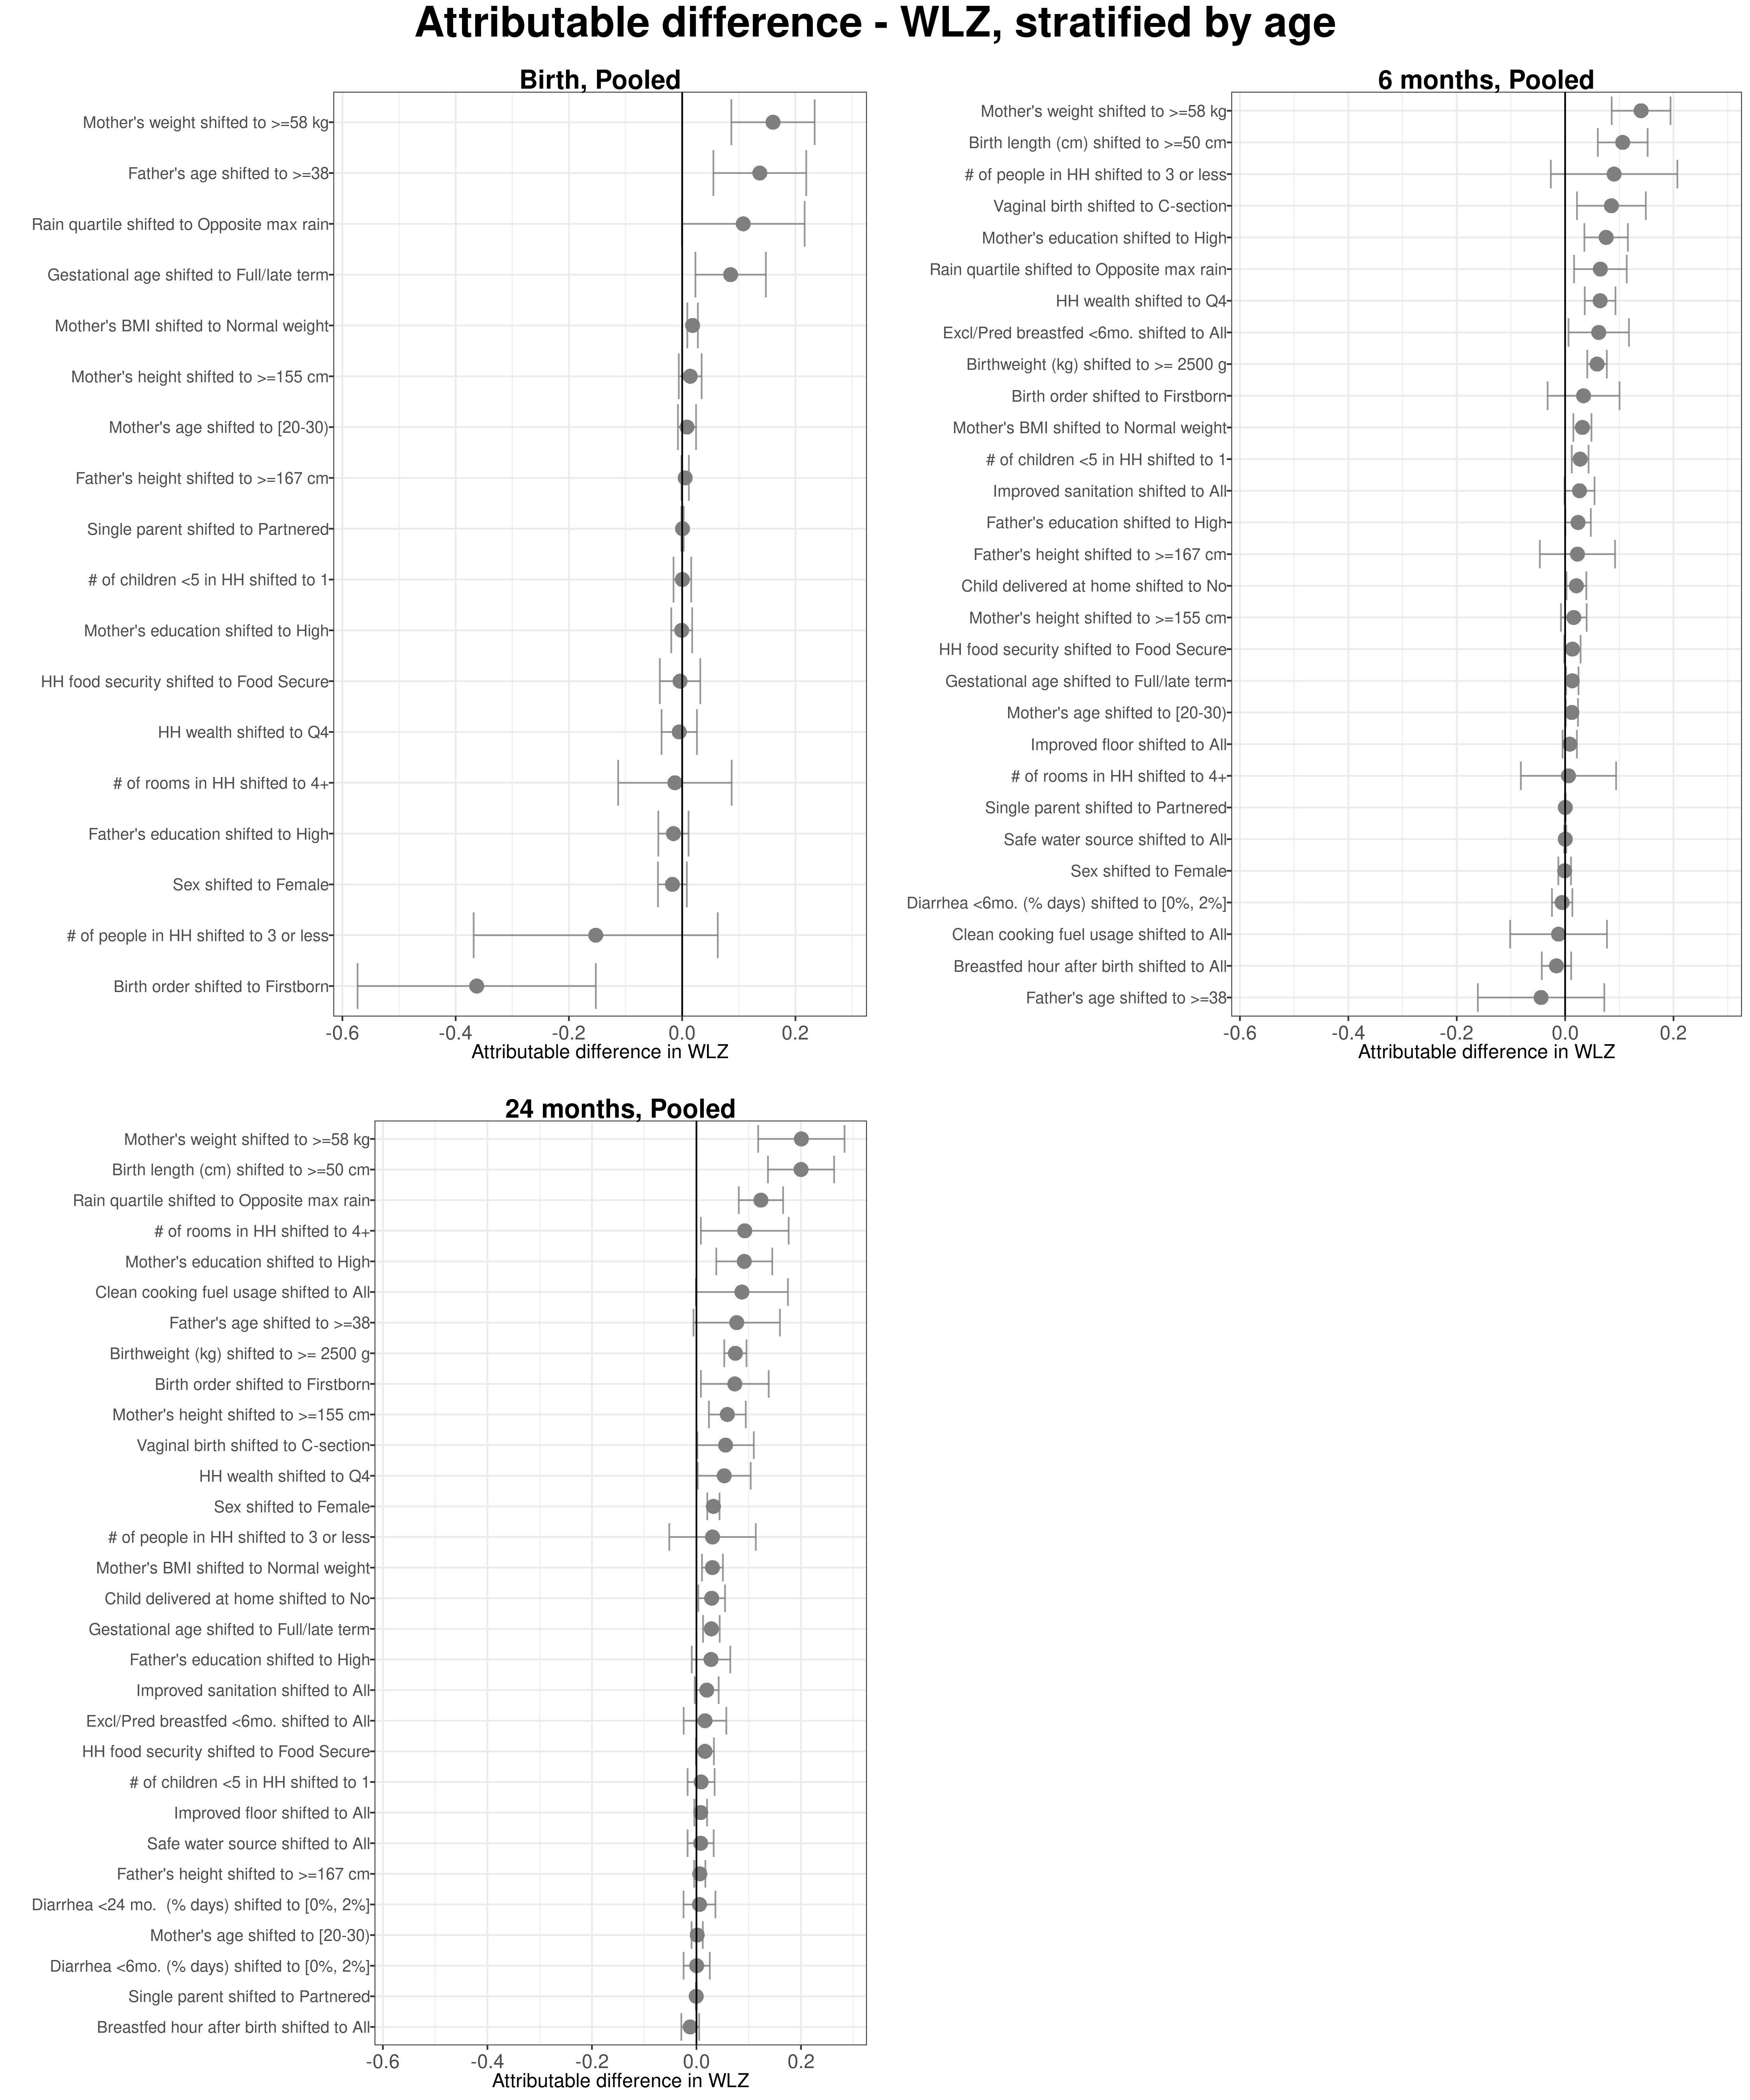 Attributable difference - WLZ, stratified by age
Birth, Pooled
Mother's weight shifted to >=58 kg
Father's age shifted to >=38
Rain quartile shifted to Opposite max rain
Gestational age shifted to Full/late term
Mother's BMI shifted to Normal weight
Mother's height shifted to >=155 cm
Mother's age shifted to [20-30)
Father's height shifted to >=167 cm
Single parent shifted to Partnered
# of children <5 in HH shifted to 1
Mother's education shifted to High
HH food security shifted to Food Secure
HH wealth shifted to Q4
# of rooms in HH shifted to 4+
Father's education shifted to High
Sex shifted to Female
# of people in HH shifted to 3 or less
Birth order shifted to Firstborn
-0.6 -0.4 -0.2 0.0 0.2
Attributable difference in WLZ
6 months, Pooled
Mother's weight shifted to >=58 kg
Birth length (cm) shifted to >=50 cm
# of people in HH shifted to 3 or less
Vaginal birth shifted to C-section
Mother's education shifted to High
Rain quartile shifted to Opposite max rain
HH wealth shifted to Q4
Excl/Pred breastfed <6mo. shifted to All
Birthweight (kg) shifted to >= 2500 g
Birth order shifted to Firstborn
Mother's BMI shifted to Normal weight
# of children <5 in HH shifted to 1
Improved sanitation shifted to All
Father's education shifted to High
Father's height shifted to >=167 cm
Child delivered at home shifted to No
Mother's height shifted to >=155 cm
HH food security shifted to Food Secure
Gestational age shifted to Full/late term
Mother's age shifted to [20-30)
Improved floor shifted to All
# of rooms in HH shifted to 4+
Single parent shifted to Partnered
Safe water source shifted to All
Sex shifted to Female
Diarrhea <6mo. (% days) shifted to [0%, 2%]
Clean cooking fuel usage shifted to All
Breastfed hour after birth shifted to All
Father's age shifted to >=38
-0.6 -0.4 -0.2 0.0 0.2
Attributable difference in WLZ
24 months, Pooled
Mother's weight shifted to >=58 kg
Birth length (cm) shifted to >=50 cm
Rain quartile shifted to Opposite max rain
# of rooms in HH shifted to 4+
Mother's education shifted to High
Clean cooking fuel usage shifted to All
Father's age shifted to >=38
Birthweight (kg) shifted to >= 2500 g
Birth order shifted to Firstborn
Mother's height shifted to >=155 cm
Vaginal birth shifted to C-section
HH wealth shifted to Q4
Sex shifted to Female
# of people in HH shifted to 3 or less
Mother's BMI shifted to Normal weight
Child delivered at home shifted to No
Gestational age shifted to Full/late term
Father's education shifted to High
Improved sanitation shifted to All
Excl/Pred breastfed <6mo. shifted to All
HH food security shifted to Food Secure
# of children <5 in HH shifted to 1
Improved floor shifted to All
Safe water source shifted to All
Father's height shifted to >=167 cm
Diarrhea <24 mo.  (% days) shifted to [0%, 2%]
Mother's age shifted to [20-30)
Diarrhea <6mo. (% days) shifted to [0%, 2%]
Single parent shifted to Partnered
Breastfed hour after birth shifted to All
-0.6 -0.4 -0.2 0.0 0.2
Attributable difference in WLZ